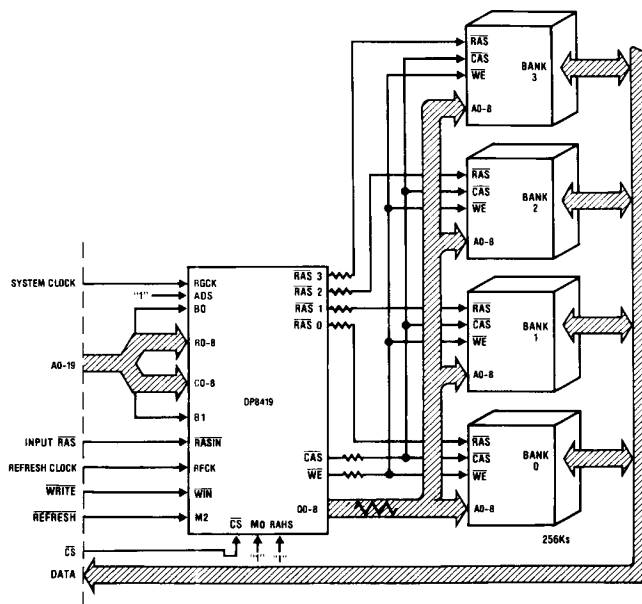 RAS
CAS
WE
A0-8
BANK
3
RAS
CAS
WE
A0-8
BANK
2
RAS
CAS
WE
A0-8
BANK
1
RAS
CAS
WE
A0-8
BANK
0
256Ks
SYSTEM CLOCK
"1"
A0-19
INPUT RAS
REFRESH CLOCK
WRITE
REFRESH
CS
DATA
RGCK
ADS
B0
R0-8
C0-8
B1
RASIN
RFCK
WIN
M2
DP8419
RAS 3
RAS 2
RAS 1
RAS 0
CAS
WE
Q0-8
CS M0 RAHS
"1" "1"